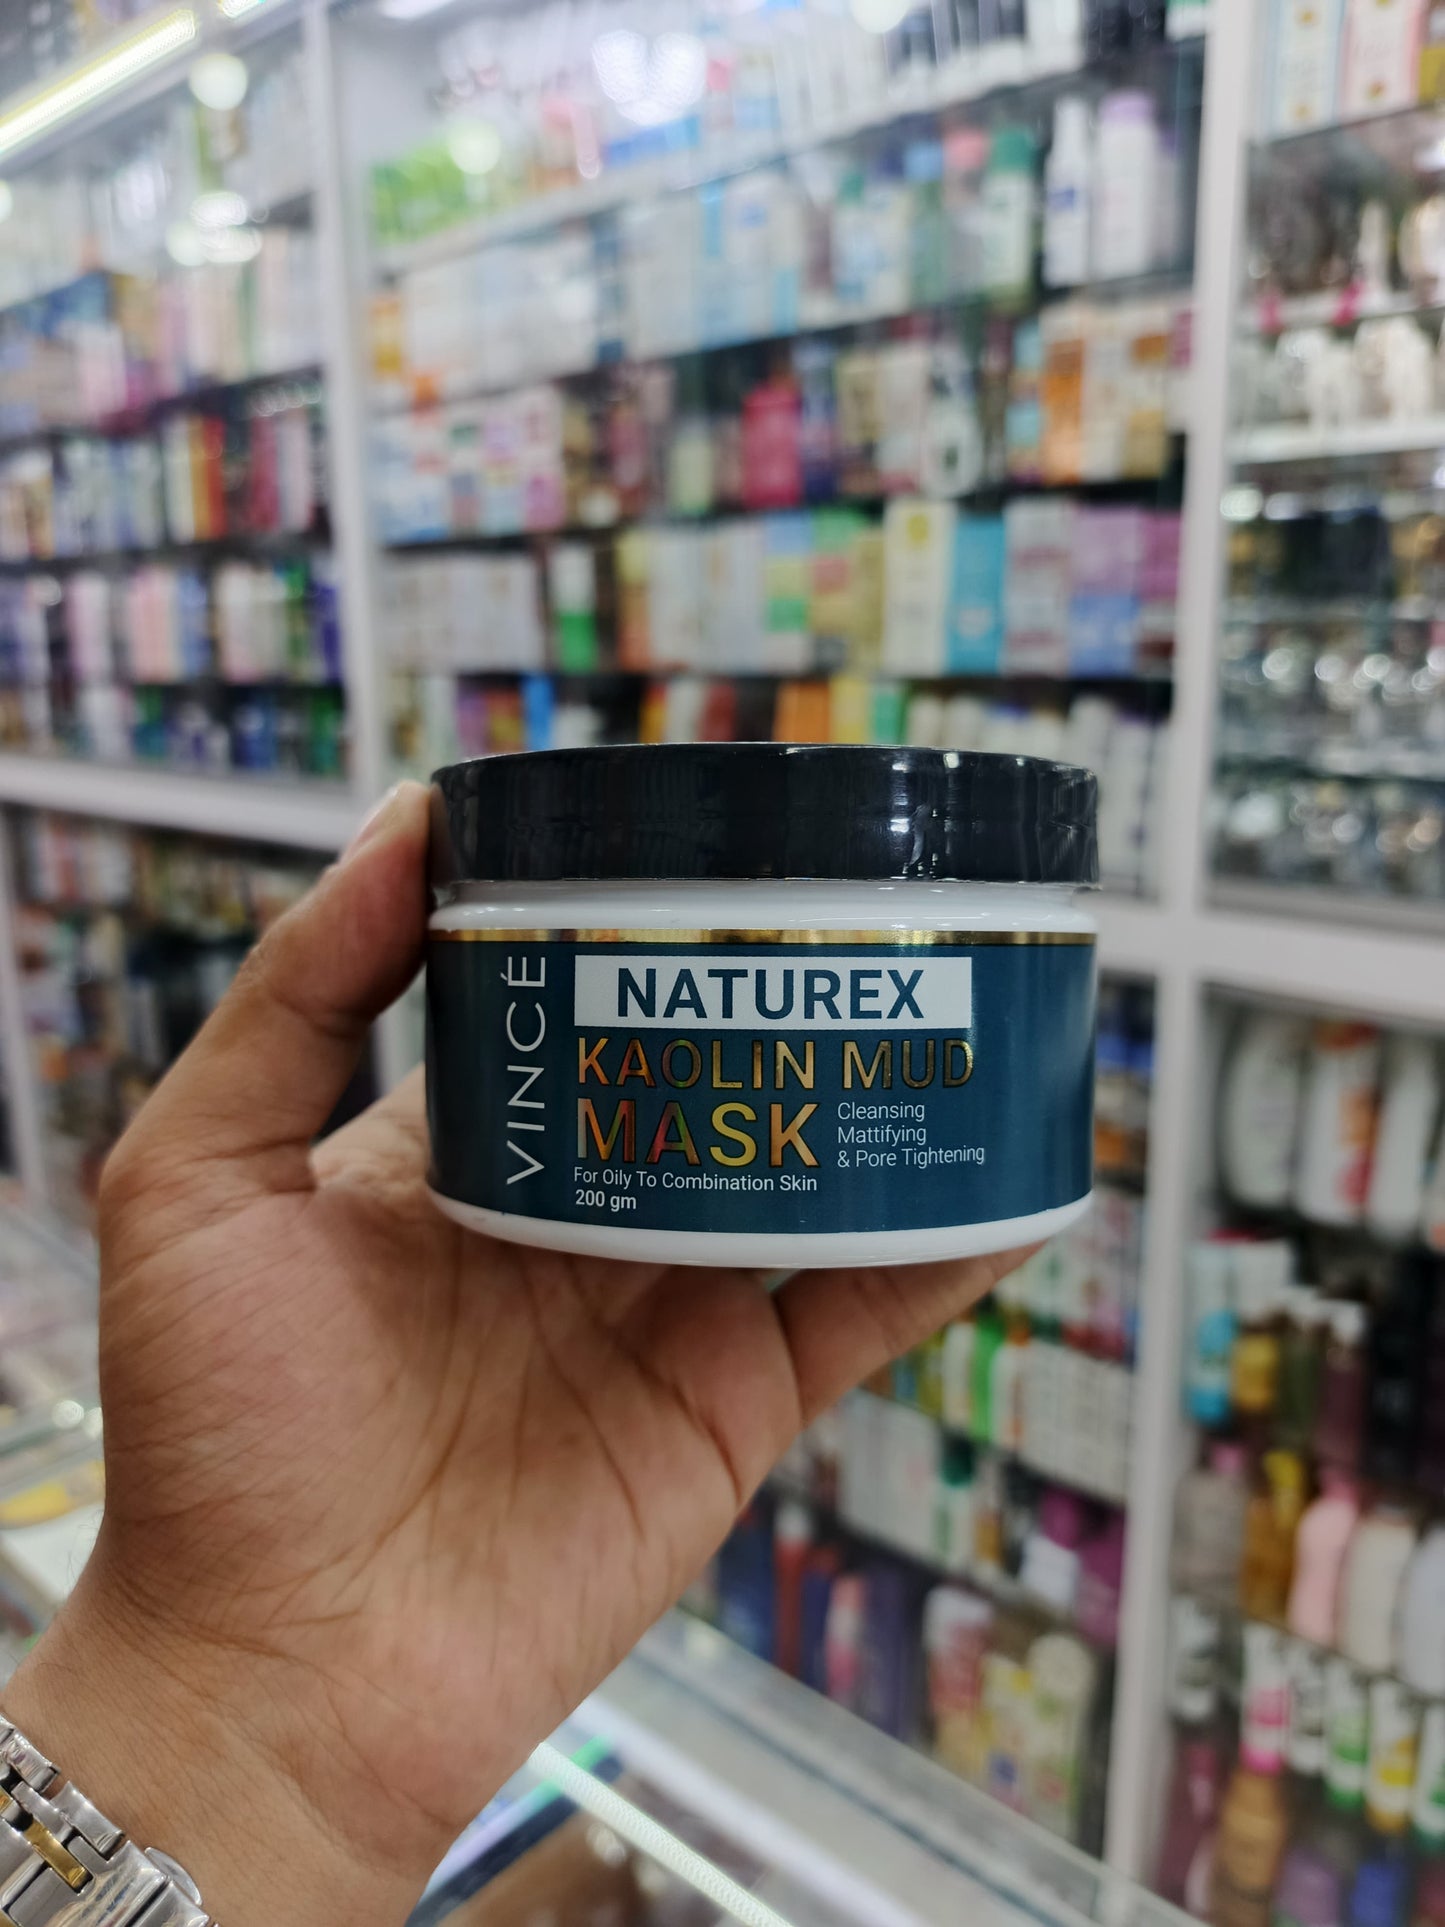 VINCÉ
NATUREX
KAOLIN MUD
MASK
Cleansing
Mattifying
& Pore Tightening
For Oily To Combination Skin
200 gm